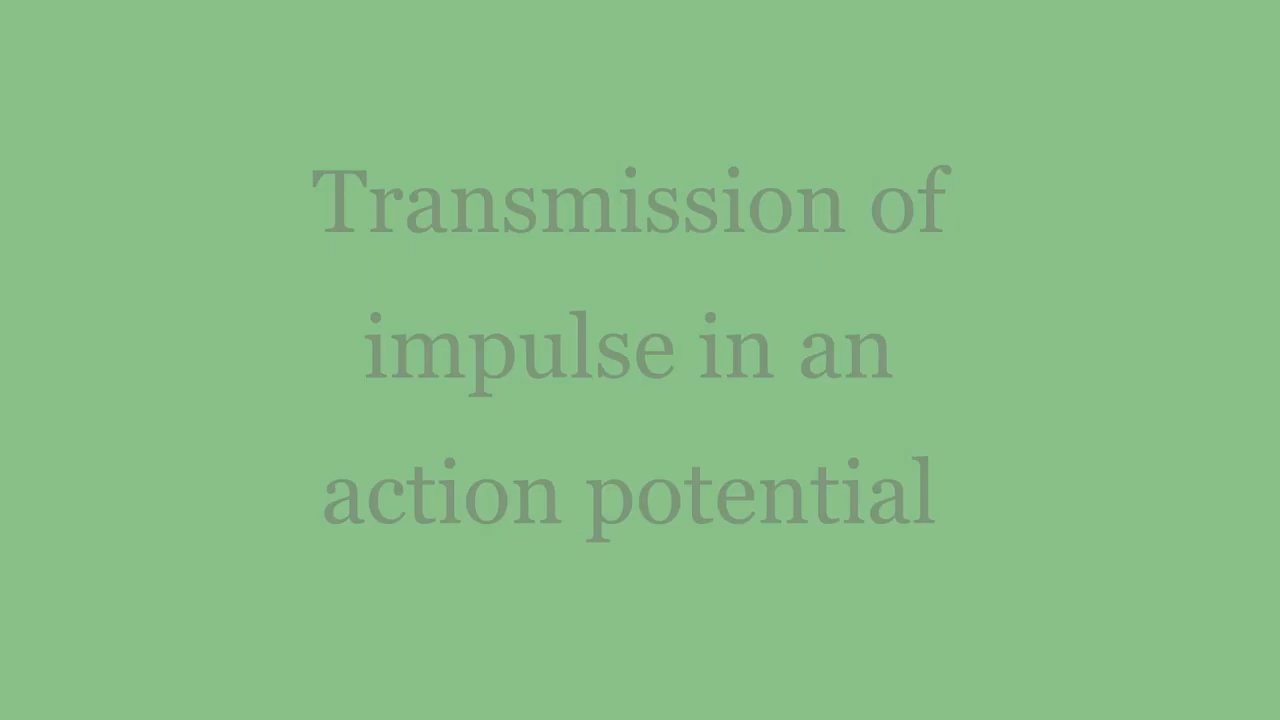 Transmission of
impulse in an
action potential